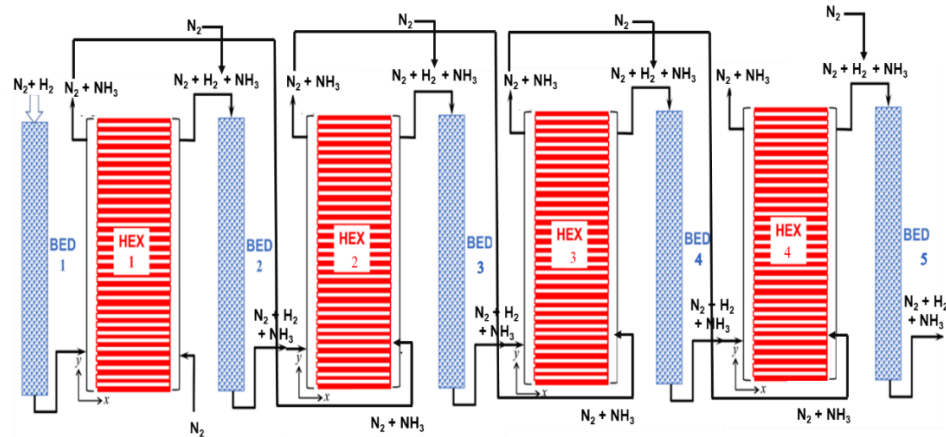 N₂
N₂
N₂
N₂
N₂+ H₂
N₂ + NH₃
N₂ + H₂ + NH₃
N₂ + NH₃
N₂ + H₂ + NH₃
N₂ + NH₃
N₂ + H₂ + NH₃
N₂ + NH₃
N₂ + H₂ + NH₃
BED
1
HEX
1
BED
2
HEX
2
BED
3
HEX
3
BED
4
HEX
4
BED
5
N₂ + H₂
+ NH₃
N₂ + H₂
+ NH₃
N₂ + H₂
+ NH₃
N₂ + H₂
+ NH₃
y
x
y
x
y
x
y
x
N₂
N₂ + NH₃
N₂ + NH₃
N₂ + NH₃